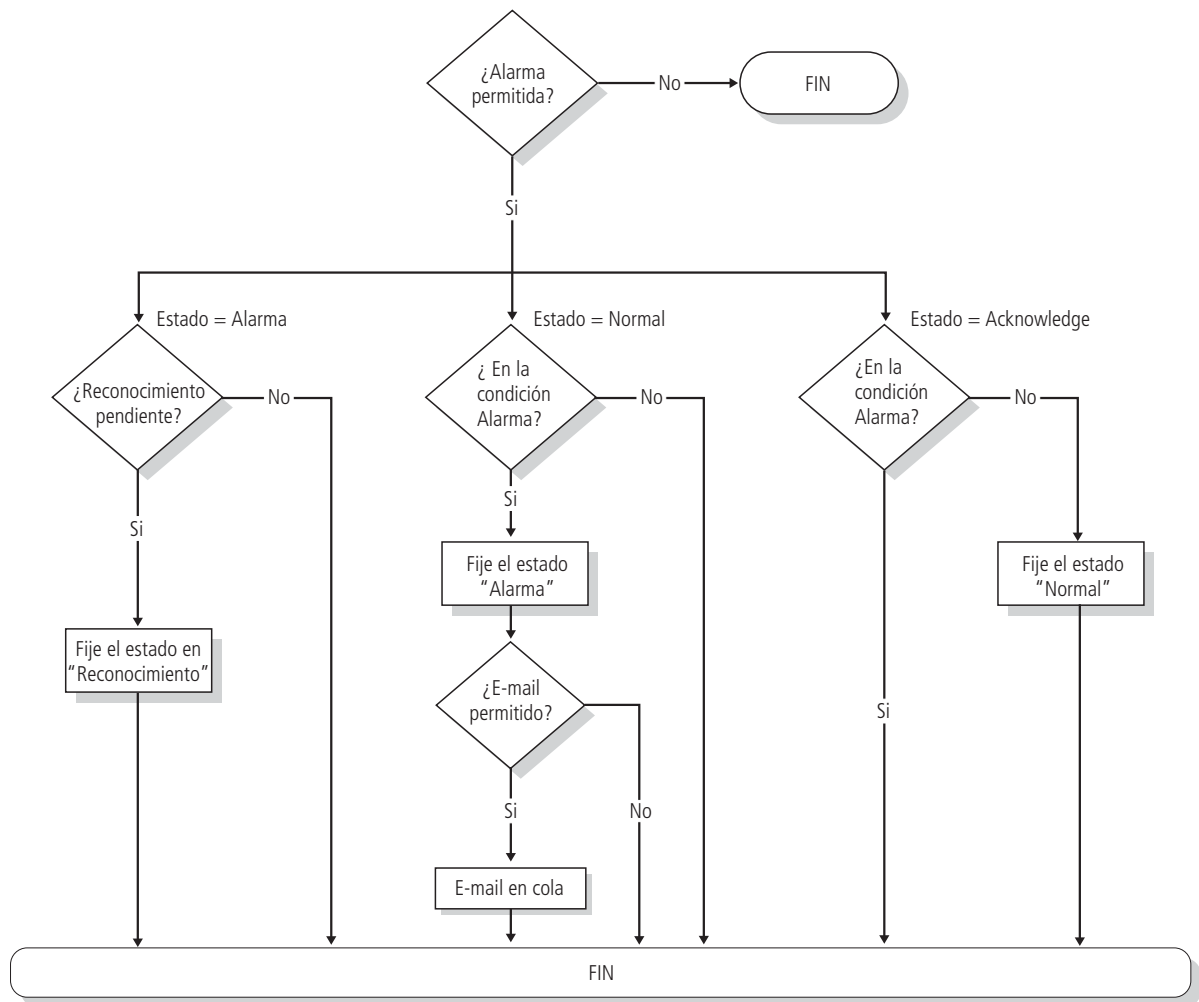 ¿Alarma
permitida?
No
FIN
Si
Estado = Alarma
Estado = Normal
Estado = Acknowledge
¿Reconocimiento
pendiente?
No
¿ En la
condición
Alarma?
No
¿En la
condición
Alarma?
No
Si
Si
Fije el estado
"Alarma"
Fije el estado
"Normal"
Fije el estado en
"Reconocimiento"
¿E-mail
permitido?
Si
Si
No
E-mail en cola
FIN